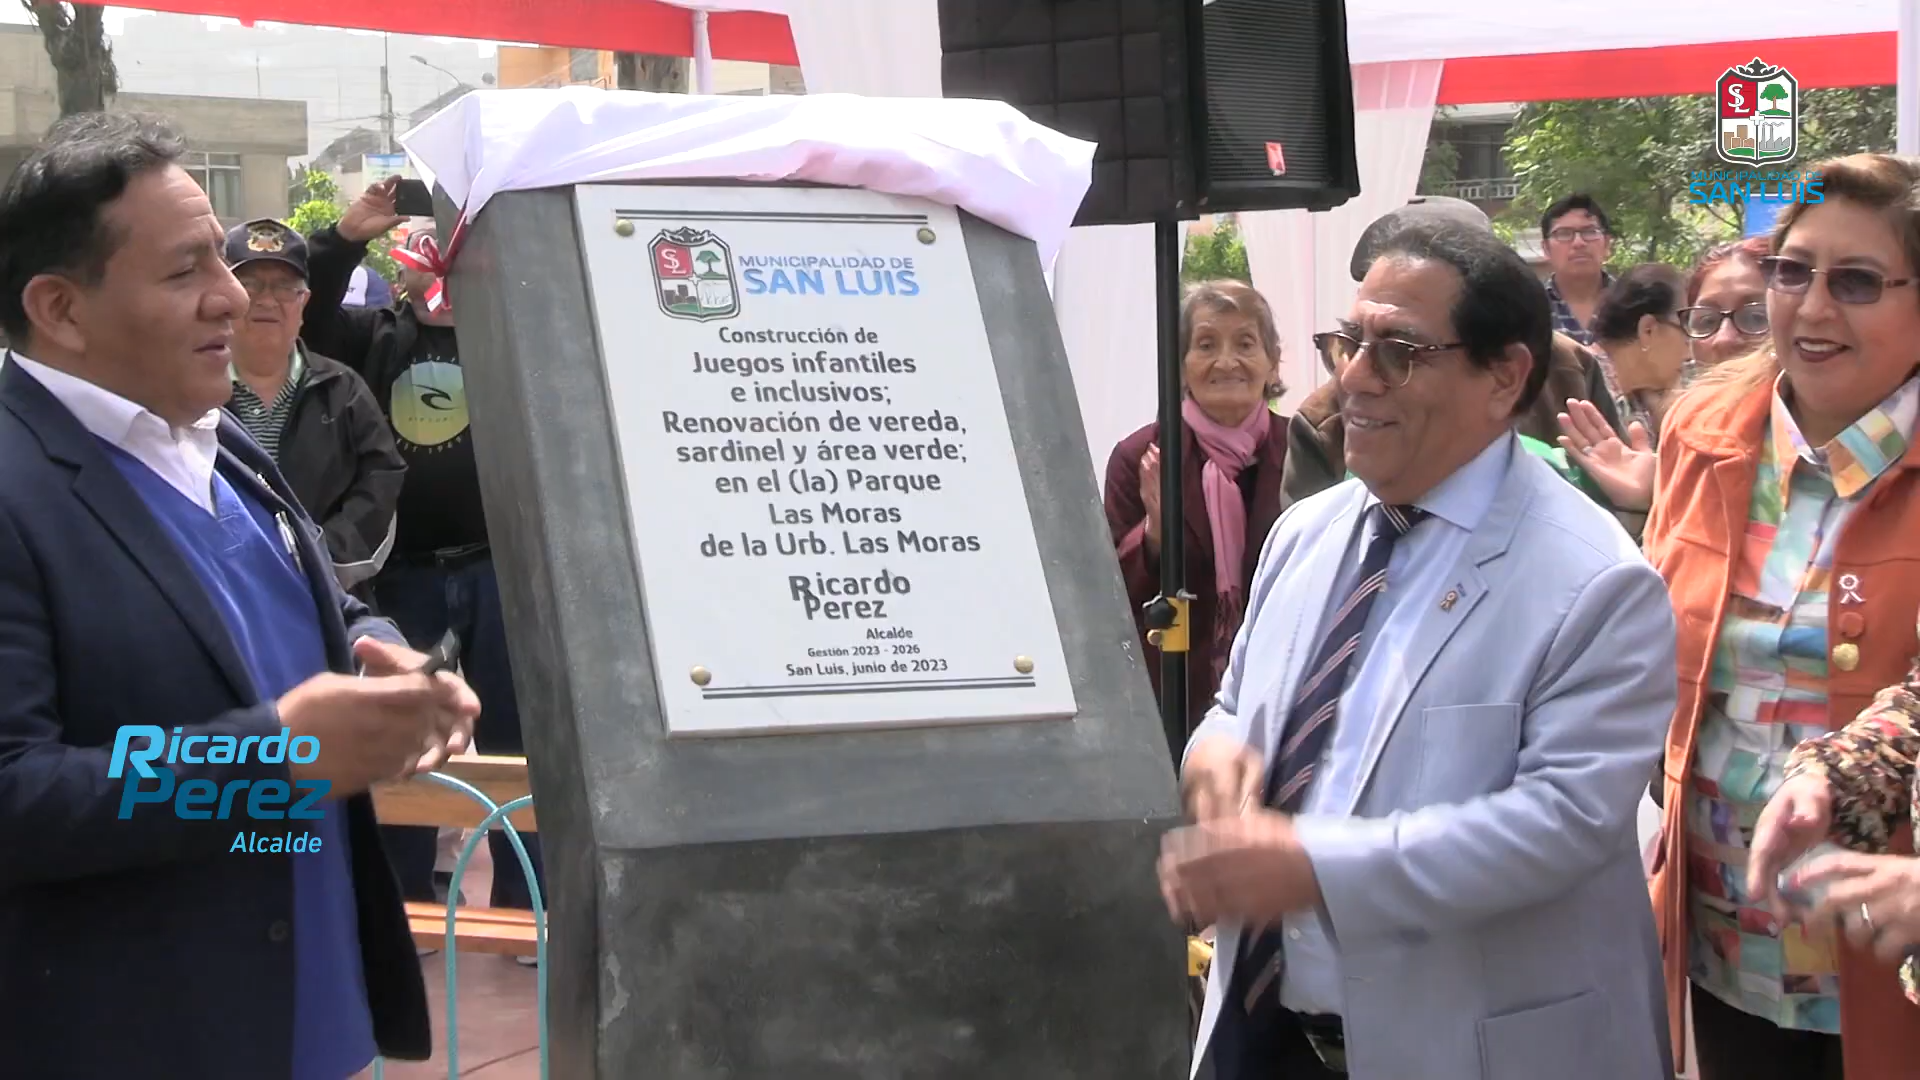 SL
MUNICIPALIDAD DE
SAN LUIS
SL
MUNICIPALIDAD DE
SAN LUIS
Construcción de
Juegos infantiles
e inclusivos;
Renovación de vereda,
sardinel y área verde;
en el (la) Parque
Las Moras
de la Urb. Las Moras
Ricardo
Perez
Alcalde
Gestión 2023 - 2026
San Luis, junio de 2023
Ricardo
Perez
Alcalde